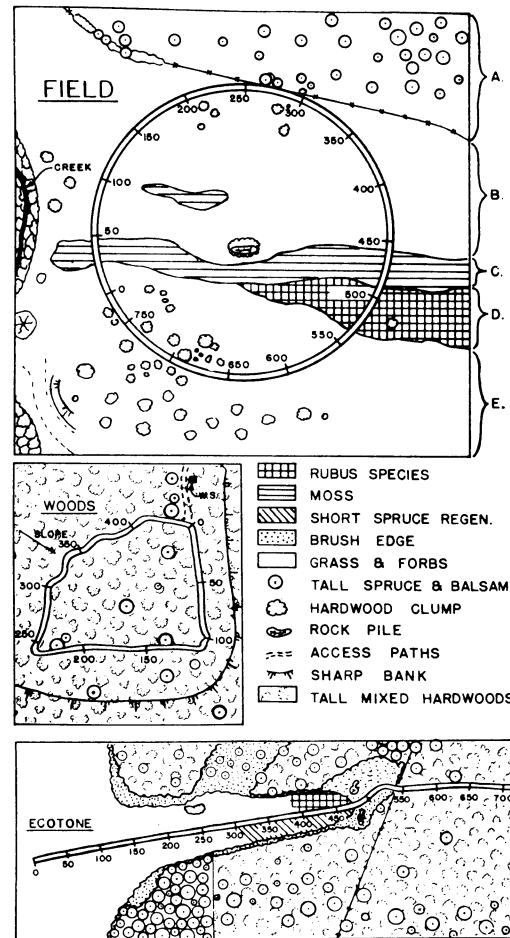 FIELD
A.
CREEK
B.
C.
D.
E.
0
50
100
150
200
250
300
350
400
450
500
550
600
650
750
WOODS
W.S.
SLOPE
0
50
100
150
200
250
300
350
400
RUBUS SPECIES
MOSS
SHORT SPRUCE REGEN.
BRUSH EDGE
GRASS & FORBS
TALL SPRUCE & BALSAM
HARDWOOD CLUMP
ROCK PILE
ACCESS PATHS
SHARP BANK
TALL MIXED HARDWOODS
ECOTONE
0
50
100
150
200
250
300
350
400
450
550
600
650
700